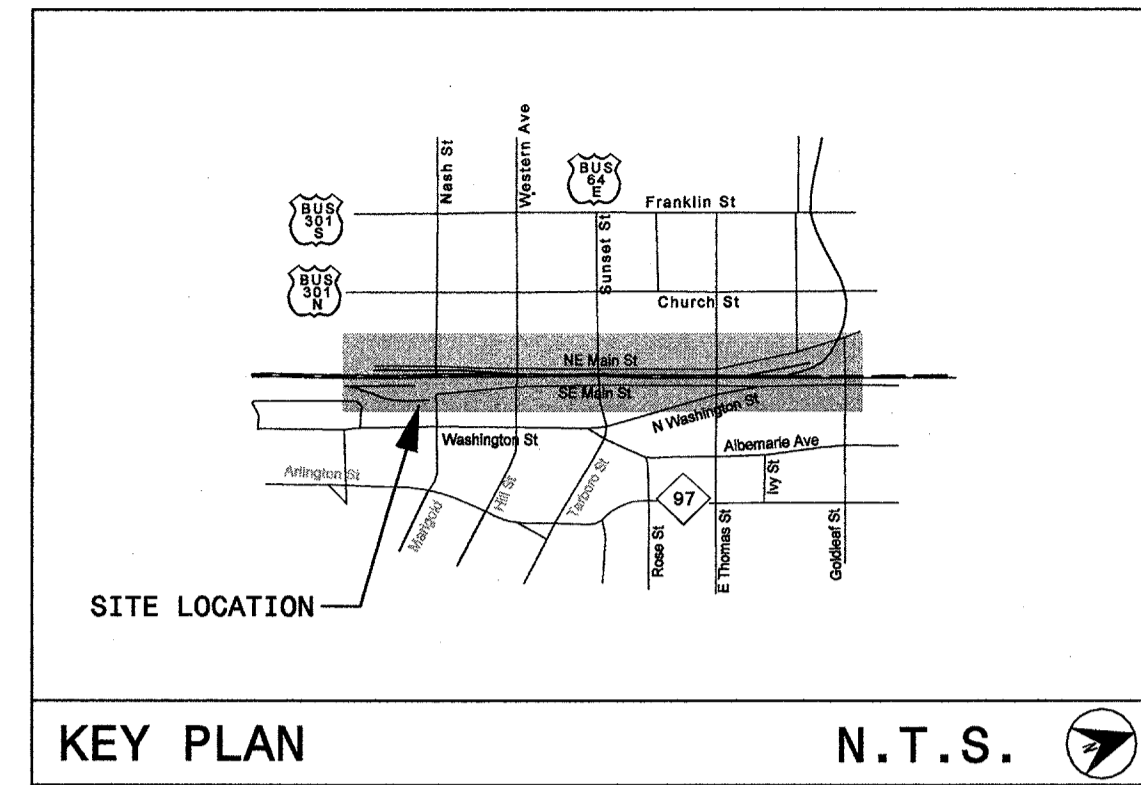 Nash St
Western Ave
BUS
64
E
BUS
301
S
Franklin St
Sunset St
BUS
301
N
Church St
NE Main St
SE Main St
N Washington St
Washington St
Albemarle Ave
Arlington St
Marigold
Hill St
Tarboro St
97
Ivy St
Rose St
E Thomas St
Goldleaf St
SITE LOCATION
KEY PLAN
N.T.S.
N